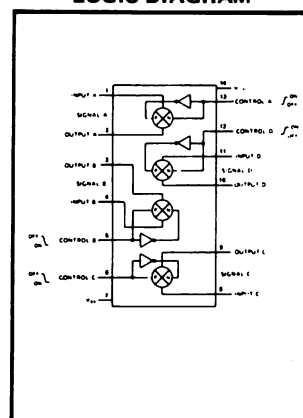 LOGIC DIAGRAM
INPUT A 1
SIGNAL A
OUTPUT A 2
OUTPUT B 3
SIGNAL B
INPUT B 4
OFF ON CONTROL B 5
OFF ON CONTROL C 6
VSS 7
14
13 CONTROL A ON OFF
12 CONTROL D ON OFF
11 INPUT D
SIGNAL D
10 OUTPUT D
9 OUTPUT C
SIGNAL C
8 INPUT C